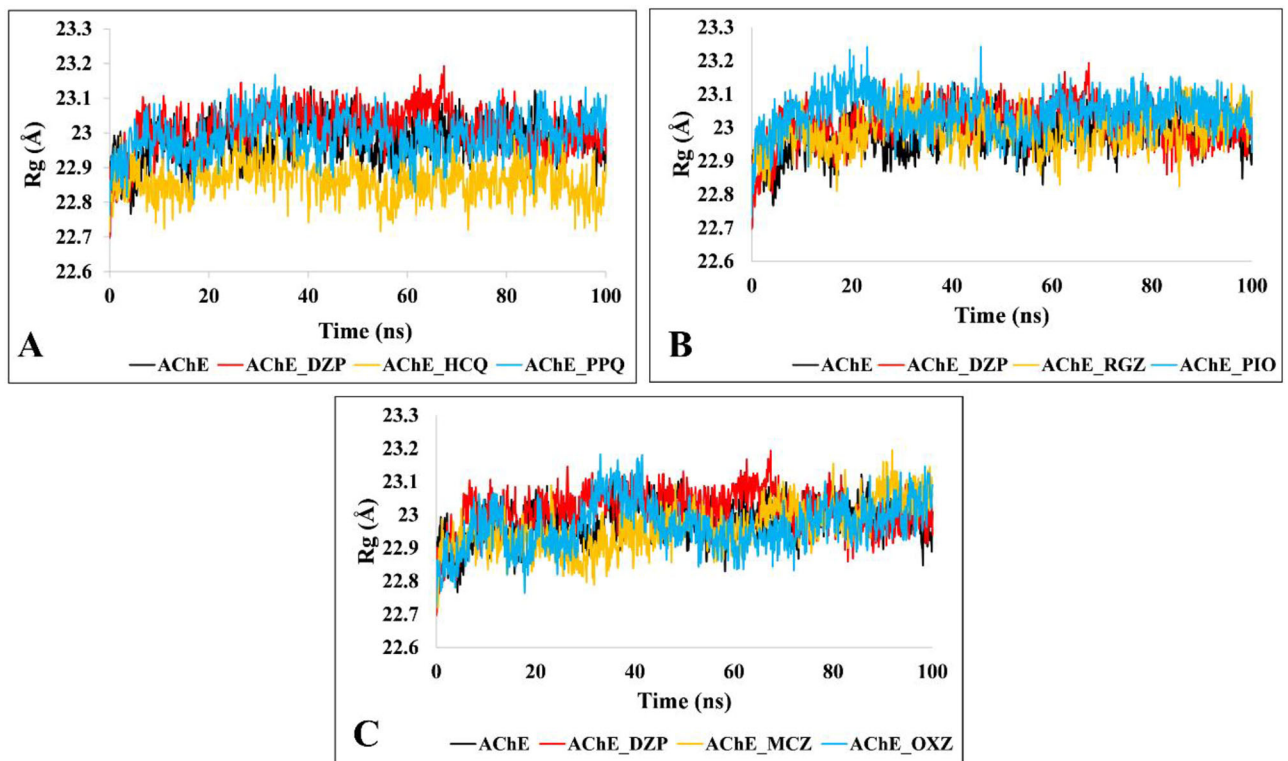 23.3
23.2
23.1
23
22.9
22.8
22.7
22.6
Rg (Å)
0 20 40 60 80 100
Time (ns)
A
AChE AChE_DZP AChE_HCQ AChE_PPQ
23.3
23.2
23.1
23
22.9
22.8
22.7
22.6
Rg (Å)
0 20 40 60 80 100
Time (ns)
B
AChE AChE_DZP AChE_RGZ AChE_PIO
23.3
23.2
23.1
23
22.9
22.8
22.7
22.6
Rg (Å)
0 20 40 60 80 100
Time (ns)
C
AChE AChE_DZP AChE_MCZ AChE_OXZ